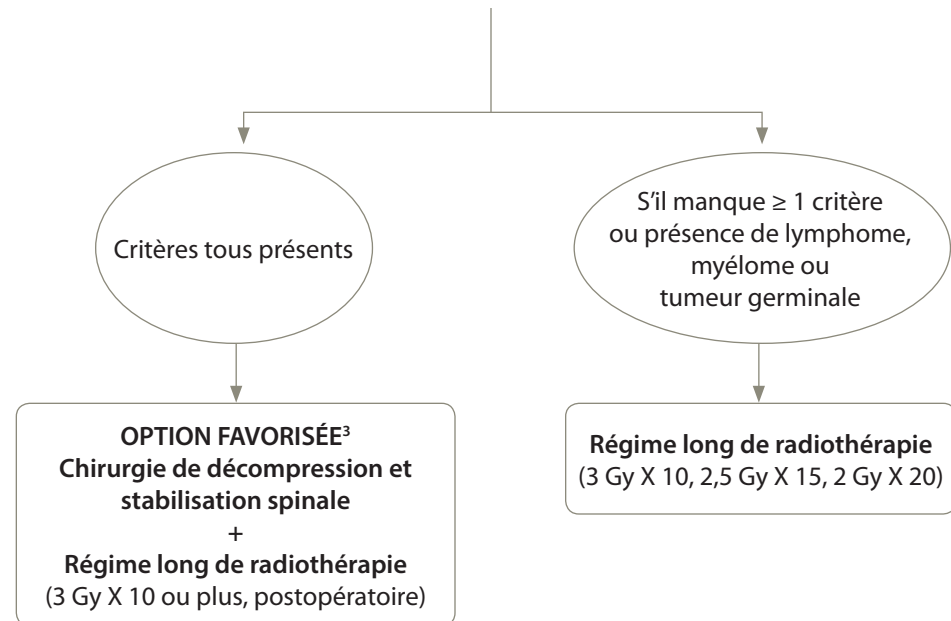 Critères tous présents
S'il manque ≥ 1 critère
ou présence de lymphome,
myélome ou
tumeur germinale
OPTION FAVORISÉE³
Chirurgie de décompression et
stabilisation spinale
+
Régime long de radiothérapie
(3 Gy X 10 ou plus, postopératoire)
Régime long de radiothérapie
(3 Gy X 10, 2,5 Gy X 15, 2 Gy X 20)